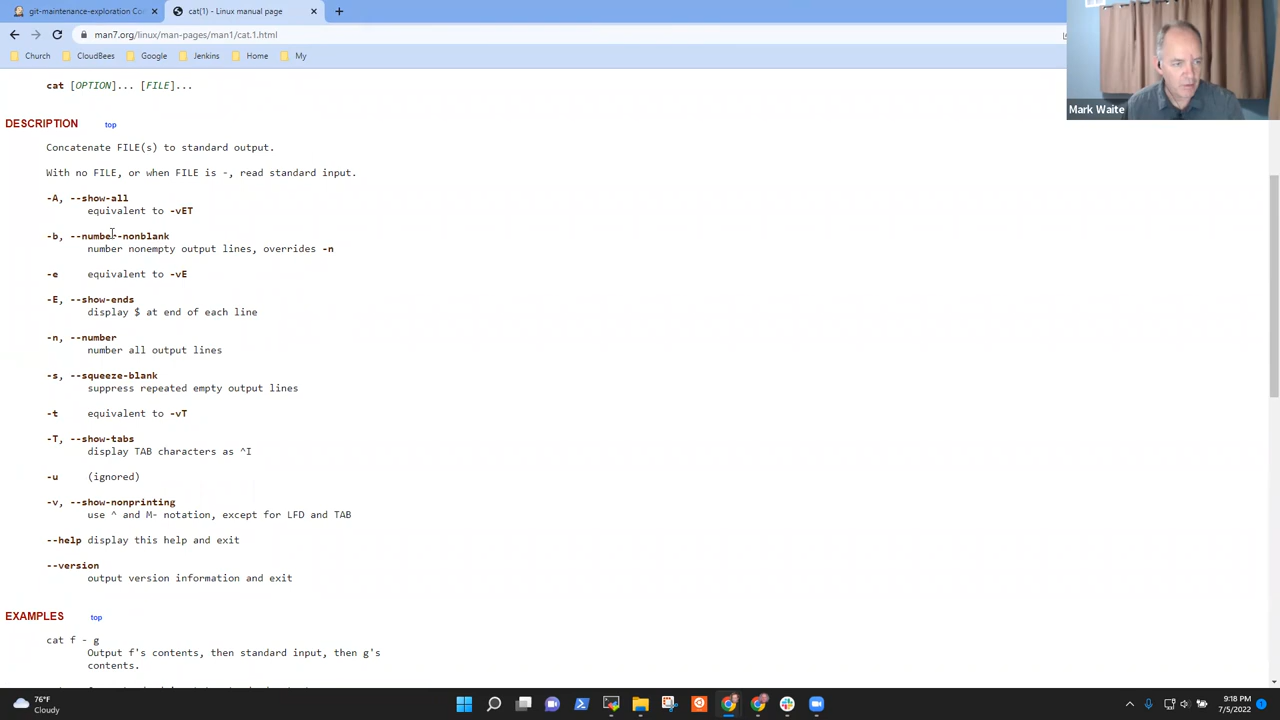 git-maintenance-exploration Col
cat(1) - Linux manual page
man7.org/linux/man-pages/man1/cat.1.html
Church
CloudBees
Google
Jenkins
Home
My
Mark Waite
cat [OPTION]... [FILE]...
DESCRIPTION top
Concatenate FILE(s) to standard output.
With no FILE, or when FILE is -, read standard input.
-A, --show-all
equivalent to -vET
-b, --number-nonblank
number nonempty output lines, overrides -n
-e equivalent to -vE
-E, --show-ends
display $ at end of each line
-n, --number
number all output lines
-s, --squeeze-blank
suppress repeated empty output lines
-t equivalent to -vT
-T, --show-tabs
display TAB characters as ^I
-u (ignored)
-v, --show-nonprinting
use ^ and M- notation, except for LFD and TAB
--help display this help and exit
--version
output version information and exit
EXAMPLES top
cat f - g
Output f's contents, then standard input, then g's
contents.
76°F
Cloudy
9:18 PM
7/5/2022